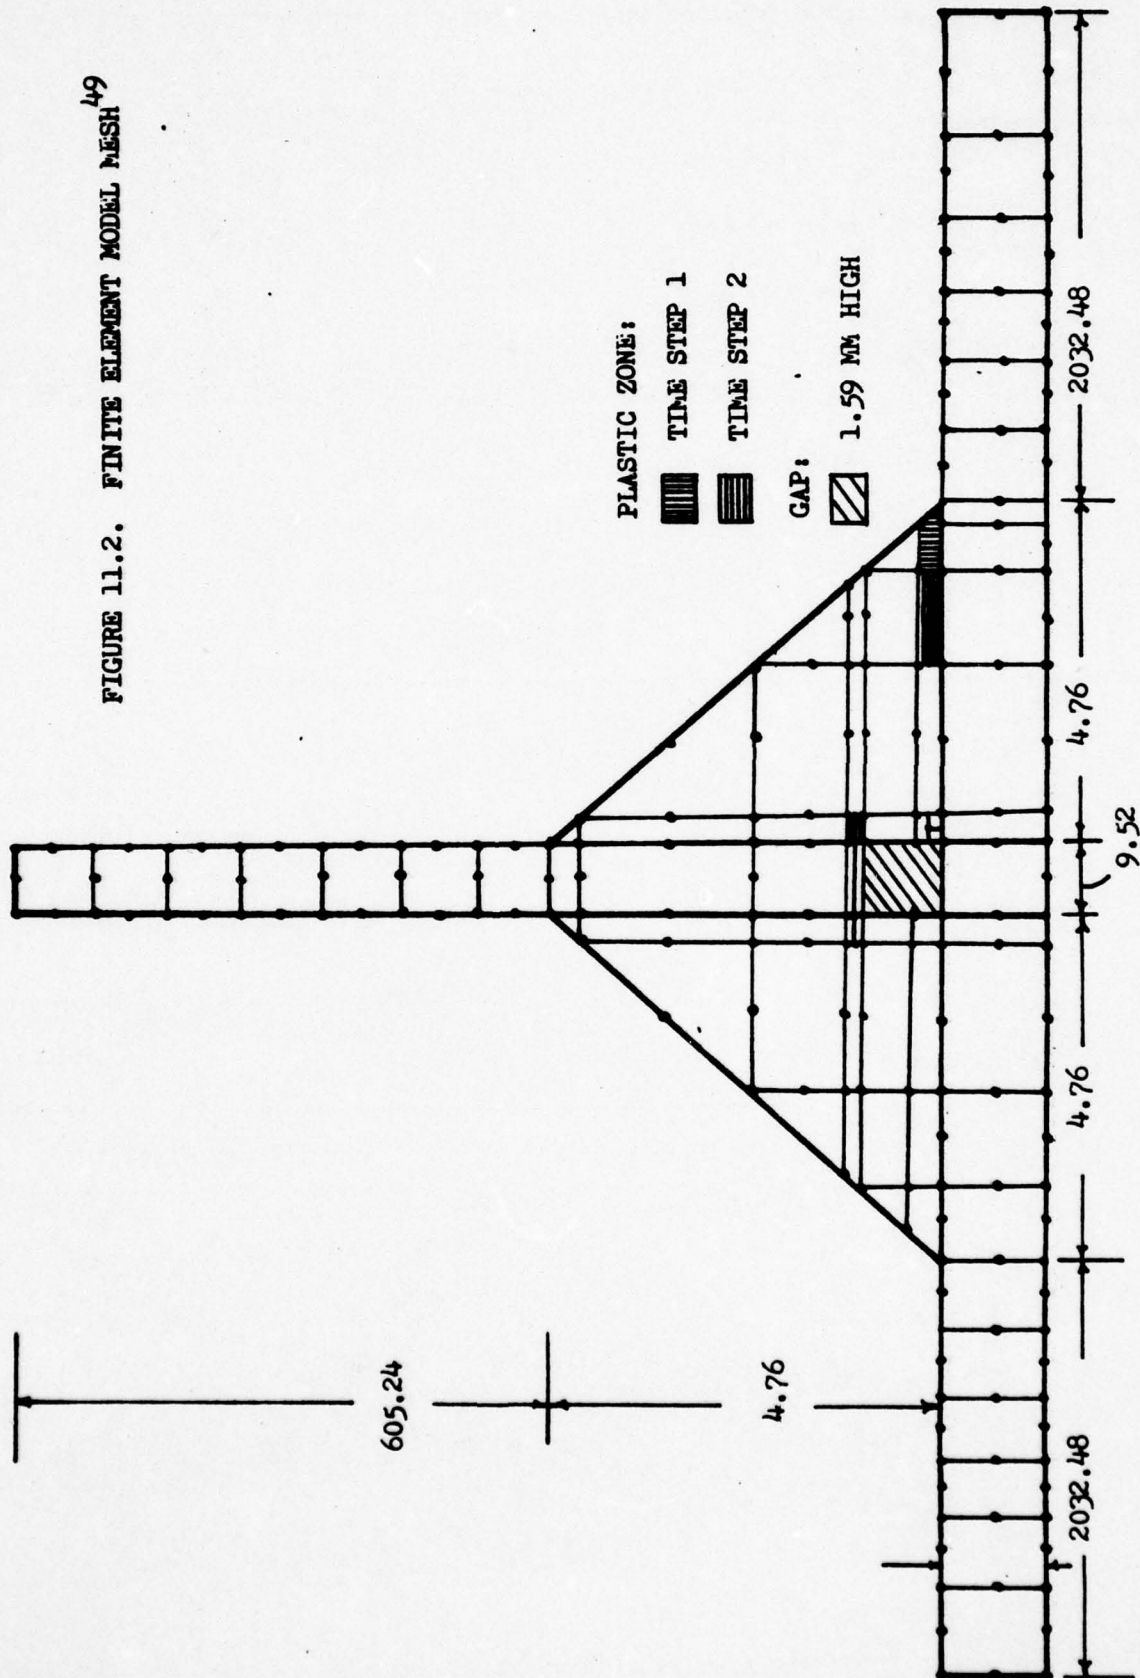 FIGURE 11.2. FINITE ELEMENT MODEL MESH49
PLASTIC ZONE:
TIME STEP 1
TIME STEP 2
GAP:
1.59 MM HIGH
605.24
4.76
2032.48
4.76
9.52
4.76
2032.48